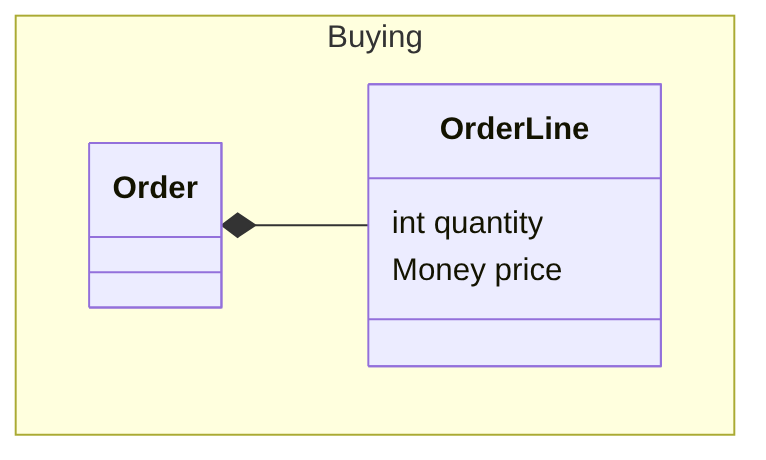 Buying
Order
OrderLine
int quantity
Money price